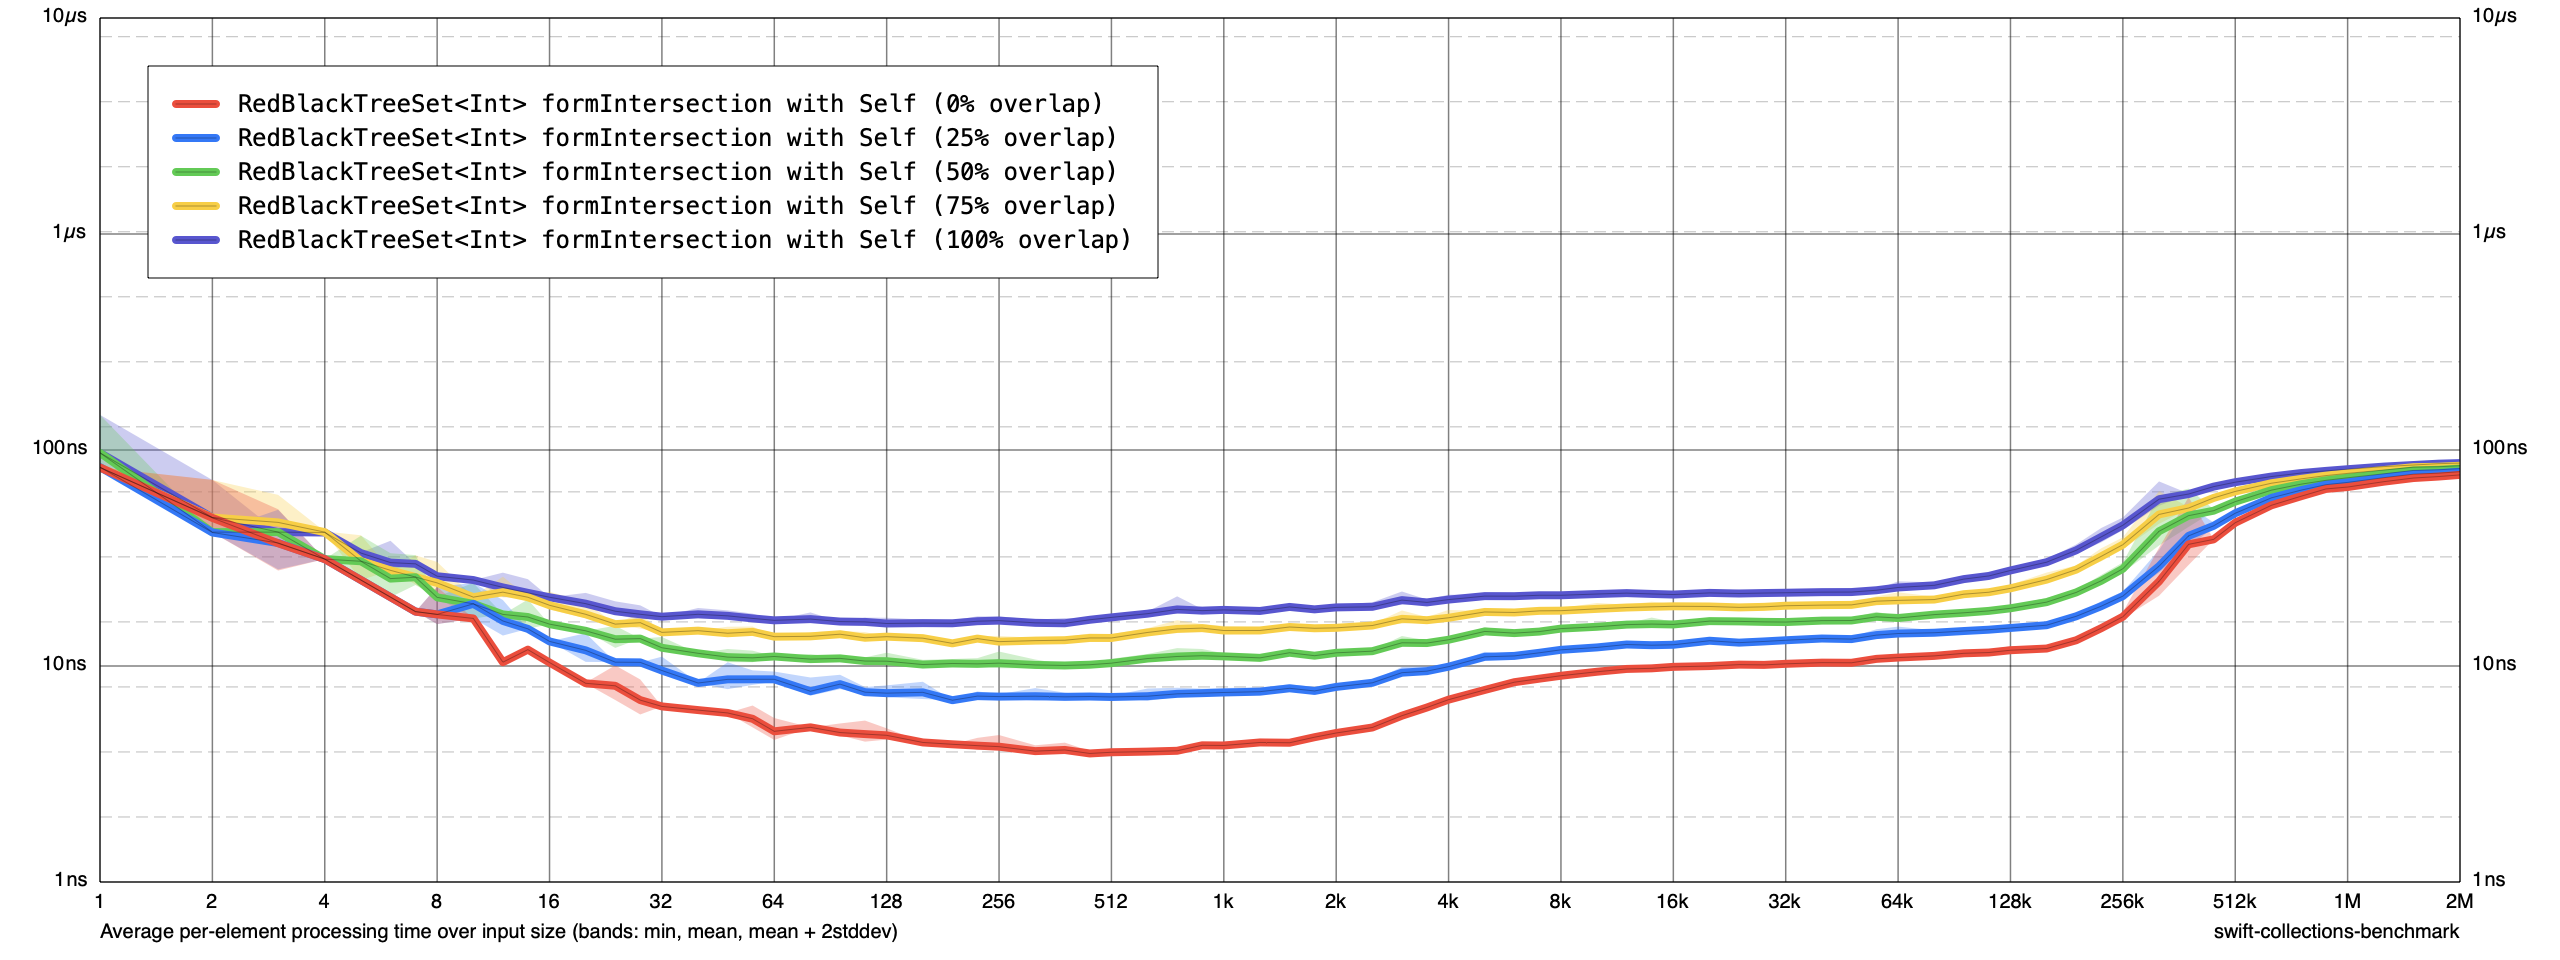 10µs
10µs
RedBlackTreeSet<Int> formIntersection with Self (0% overlap)
RedBlackTreeSet<Int> formIntersection with Self (25% overlap)
RedBlackTreeSet<Int> formIntersection with Self (50% overlap)
RedBlackTreeSet<Int> formIntersection with Self (75% overlap)
RedBlackTreeSet<Int> formIntersection with Self (100% overlap)
1µs
1µs
100ns
100ns
10ns
10ns
1ns
1ns
1 2 4 8 16 32 64 128 256 512 1k 2k 4k 8k 16k 32k 64k 128k 256k 512k 1M 2M
Average per-element processing time over input size (bands: min, mean, mean + 2stddev)
swift-collections-benchmark